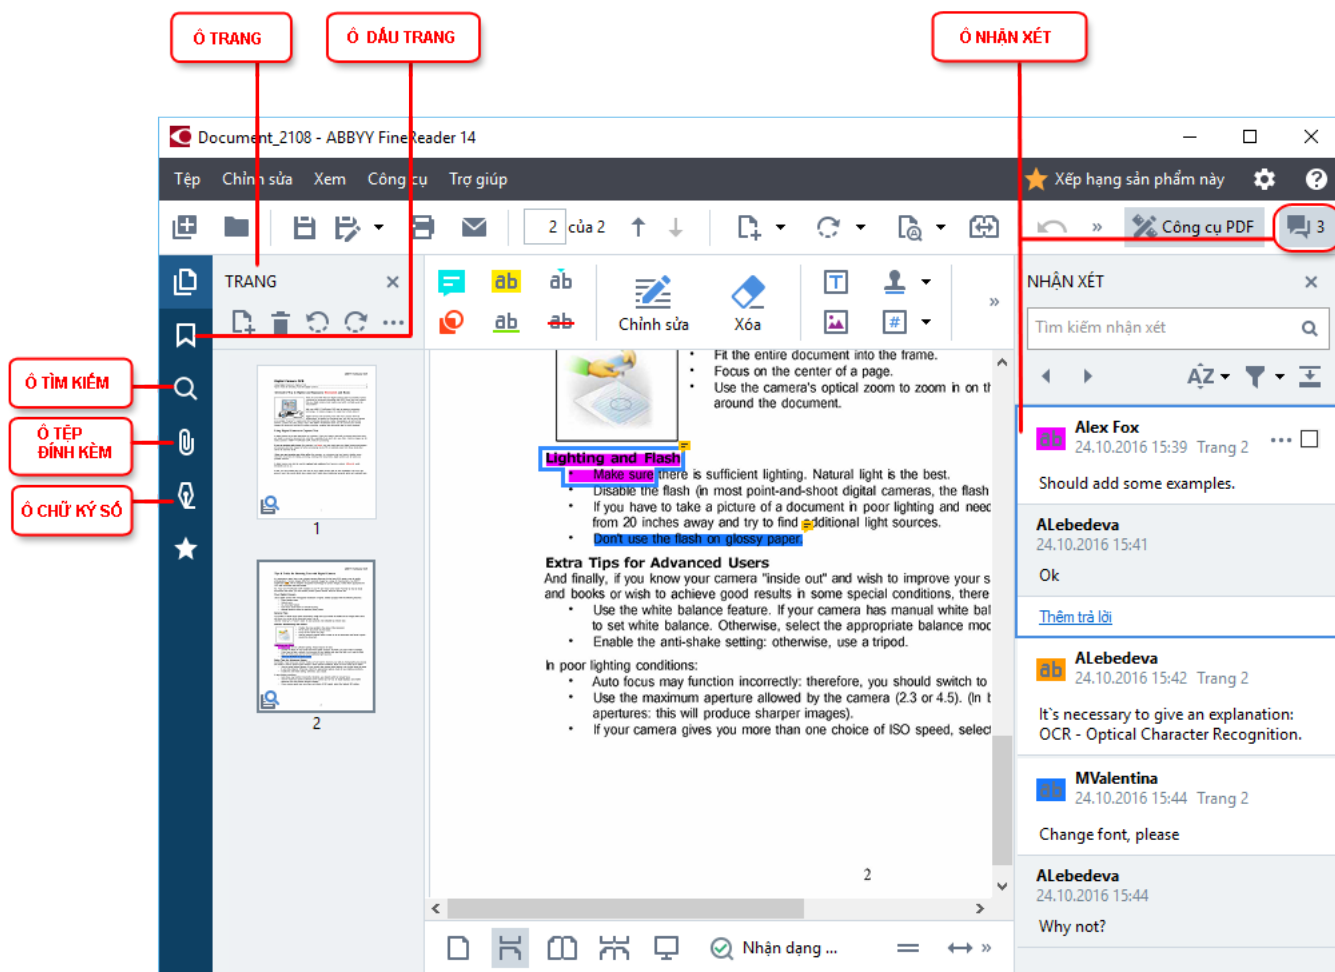 Ô TRANG
Ô DẤU TRANG
Ô NHẬN XÉT
Document_2108 - ABBYY FineReader 14
Tệp Chỉnh sửa Xem Công cụ Trợ giúp
Xếp hạng sản phẩm này
2 của 2
Công cụ PDF
3
TRANG
ab ab
ab ab
Chỉnh sửa
Xóa
NHẬN XÉT
Tìm kiếm nhận xét
AZ
Ô TÌM KIẾM
Ô TỆP
ĐÍNH KÈM
Ô CHỮ KÝ SỐ
1
2
• Fit the entire document into the frame.
• Focus on the center of a page.
• Use the camera's optical zoom to zoom in on th
around the document.
Lighting and Flash
• Make sure there is sufficient lighting. Natural light is the best.
• Disable the flash (in most point-and-shoot digital cameras, the flash
• If you have to take a picture of a document in poor lighting and need
from 20 inches away and try to find additional light sources.
• Don't use the flash on glossy paper.
Extra Tips for Advanced Users
And finally, if you know your camera "inside out" and wish to improve your s
and books or wish to achieve good results in some special conditions, there
• Use the white balance feature. If your camera has manual white bal
to set white balance. Otherwise, select the appropriate balance mod
• Enable the anti-shake setting: otherwise, use a tripod.
In poor lighting conditions:
• Auto focus may function incorrectly: therefore, you should switch to
• Use the maximum aperture allowed by the camera (2.3 or 4.5). (In b
apertures: this will produce sharper images).
• If your camera gives you more than one choice of ISO speed, select
2
Nhận dạng ...
ab Alex Fox
24.10.2016 15:39 Trang 2
Should add some examples.
ALebedeva
24.10.2016 15:41
Ok
Thêm trả lời
ab ALebedeva
24.10.2016 15:42 Trang 2
It`s necessary to give an explanation:
OCR - Optical Character Recognition.
ab MValentina
24.10.2016 15:44 Trang 2
Change font, please
ALebedeva
24.10.2016 15:44
Why not?